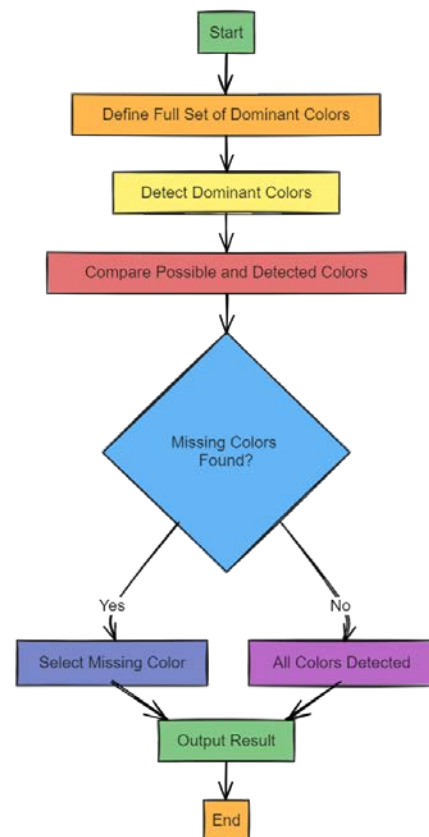 Start
Define Full Set of Dominant Colors
Detect Dominant Colors
Compare Possible and Detected Colors
Missing Colors
Found?
Yes
No
Select Missing Color
All Colors Detected
Output Result
End